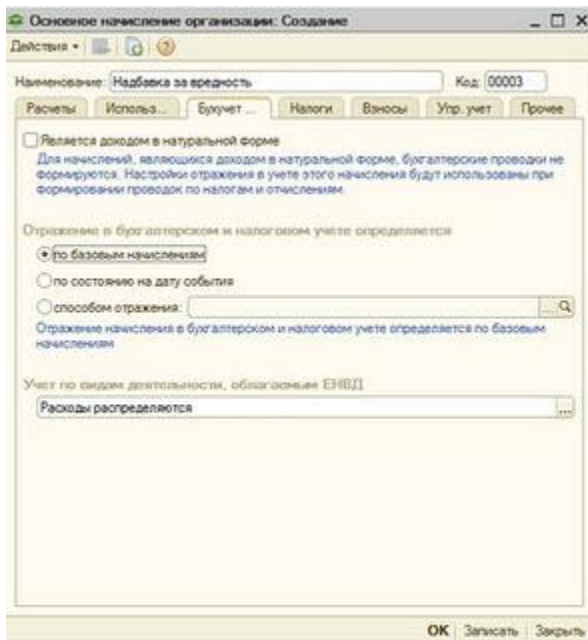 Основное начисление организации: Создание
Действия
Наименование: Надбавка за вредность Код: 00003
Расчеты Использ... Бухучет ... Налоги Взносы Упр. учет Прочее
Является доходом в натуральной форме
Для начислений, являющихся доходом в натуральной форме, бухгалтерские проводки не
формируются. Настройки отражения в учете этого начисления будут использованы при
формировании проводок по налогам и отчислениям.
Отражение в бухгалтерском и налоговом учете определяется
по базовым начислениям
по состоянию на дату события
способом отражения: ...
Отражение начисления в бухгалтерском и налоговом учете определяется по базовым
начислениям
Учет по видам деятельности, облагаемым ЕНВД
Расходы распределяются ...
OK Записать Закрыть